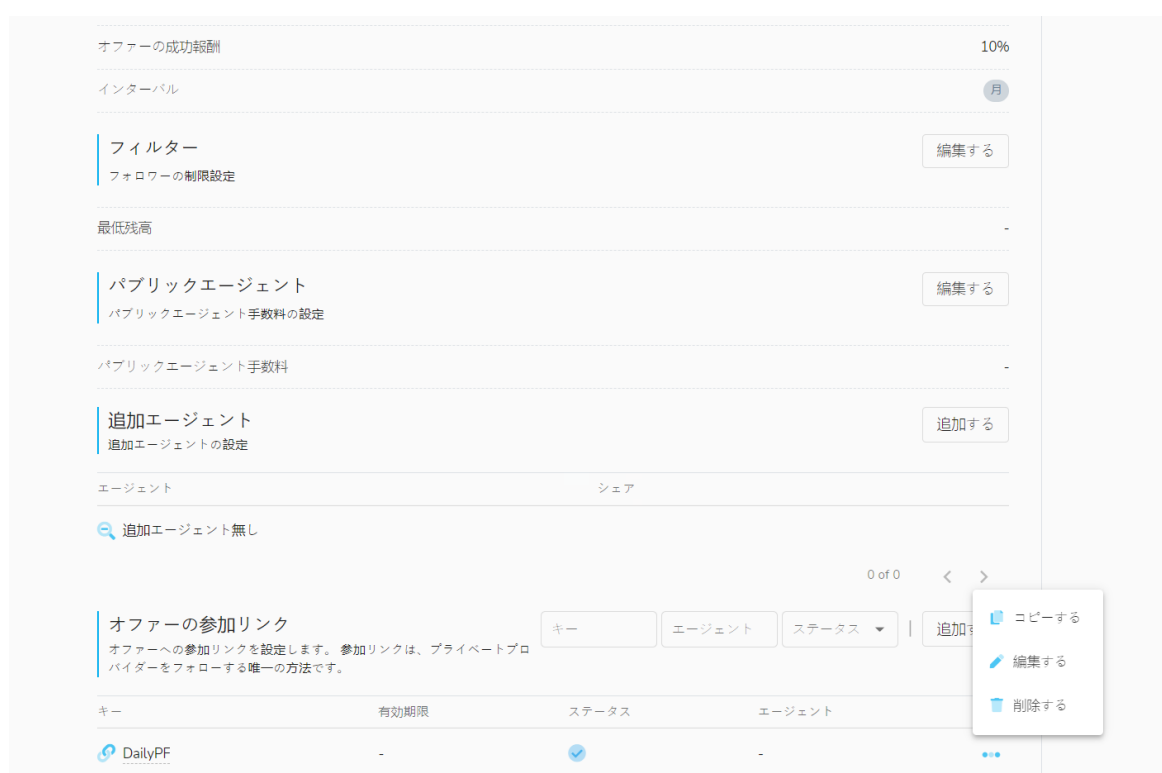 オファーの成功報酬 10%
インターバル 月
フィルター 編集する
フォロワーの制限設定
最低残高 -
パブリックエージェント 編集する
パブリックエージェント手数料の設定
パブリックエージェント手数料 -
追加エージェント 追加する
追加エージェントの設定
エージェント シェア
追加エージェント無し
0 of 0
オファーの参加リンク キー エージェント ステータス | 追加す
オファーへの参加リンクを設定します。 参加リンクは、プライベートプロ
バイダーをフォローする唯一の方法です。
コピーする
編集する
削除する
キー 有効期限 ステータス エージェント
DailyPF - -